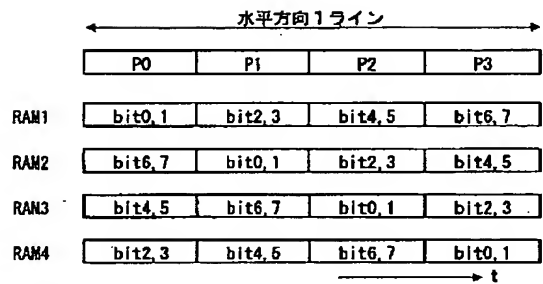 水平方向1ライン
P0 P1 P2 P3
RAM1 bit0,1 bit2,3 bit4,5 bit6,7
RAM2 bit6,7 bit0,1 bit2,3 bit4,5
RAM3 bit4,5 bit6,7 bit0,1 bit2,3
RAM4 bit2,3 bit4,5 bit6,7 bit0,1
t